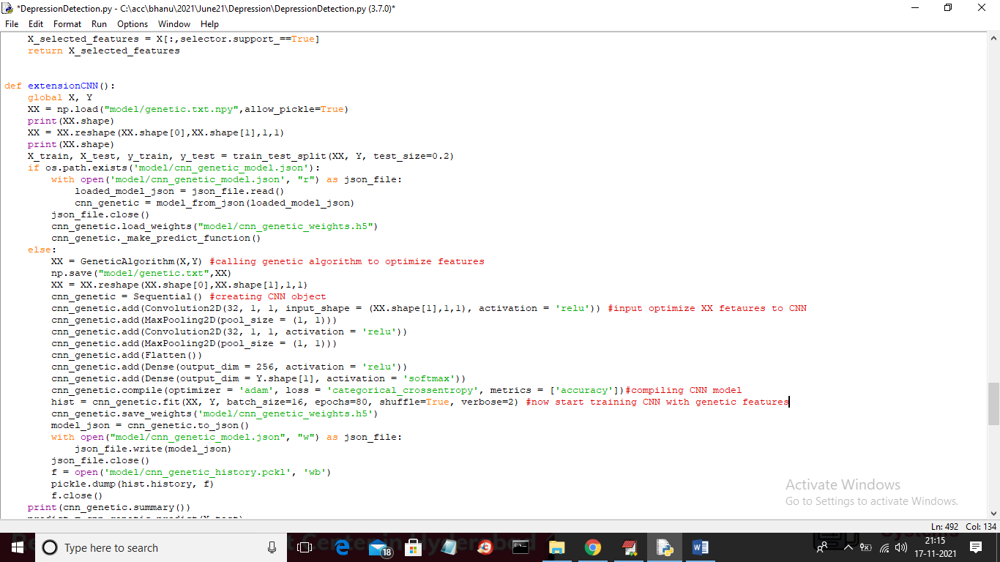 *DepressionDetection.py - C:\acc\bhanu\2021\June21\Depression\DepressionDetection.py (3.7.0)*
File Edit Format Run Options Window Help
X_selected_features = X[:,selector.support_==True]
return X_selected_features
def extensionCNN():
global X, Y
XX = np.load("model/genetic.txt.npy",allow_pickle=True)
print(XX.shape)
XX = XX.reshape(XX.shape[0],XX.shape[1],1,1)
print(XX.shape)
X_train, X_test, y_train, y_test = train_test_split(XX, Y, test_size=0.2)
if os.path.exists('model/cnn_genetic_model.json'):
with open('model/cnn_genetic_model.json', "r") as json_file:
loaded_model_json = json_file.read()
cnn_genetic = model_from_json(loaded_model_json)
json_file.close()
cnn_genetic.load_weights("model/cnn_genetic_weights.h5")
cnn_genetic._make_predict_function()
else:
XX = GeneticAlgorithm(X,Y) #calling genetic algorithm to optimize features
np.save("model/genetic.txt",XX)
XX = XX.reshape(XX.shape[0],XX.shape[1],1,1)
cnn_genetic = Sequential() #creating CNN object
cnn_genetic.add(Convolution2D(32, 1, 1, input_shape = (XX.shape[1],1,1), activation = 'relu')) #input optimize XX fetaures to CNN
cnn_genetic.add(MaxPooling2D(pool_size = (1, 1)))
cnn_genetic.add(Convolution2D(32, 1, 1, activation = 'relu'))
cnn_genetic.add(MaxPooling2D(pool_size = (1, 1)))
cnn_genetic.add(Flatten())
cnn_genetic.add(Dense(output_dim = 256, activation = 'relu'))
cnn_genetic.add(Dense(output_dim = Y.shape[1], activation = 'softmax'))
cnn_genetic.compile(optimizer = 'adam', loss = 'categorical_crossentropy', metrics = ['accuracy'])#compiling CNN model
hist = cnn_genetic.fit(XX, Y, batch_size=16, epochs=80, shuffle=True, verbose=2) #now start training CNN with genetic features
cnn_genetic.save_weights('model/cnn_genetic_weights.h5')
model_json = cnn_genetic.to_json()
with open("model/cnn_genetic_model.json", "w") as json_file:
json_file.write(model_json)
json_file.close()
f = open('model/cnn_genetic_history.pckl', 'wb')
pickle.dump(hist.history, f)
f.close()
print(cnn_genetic.summary())
Activate Windows
Go to Settings to activate Windows.
Ln: 492 Col: 134
Type here to search
18
21:15
17-11-2021